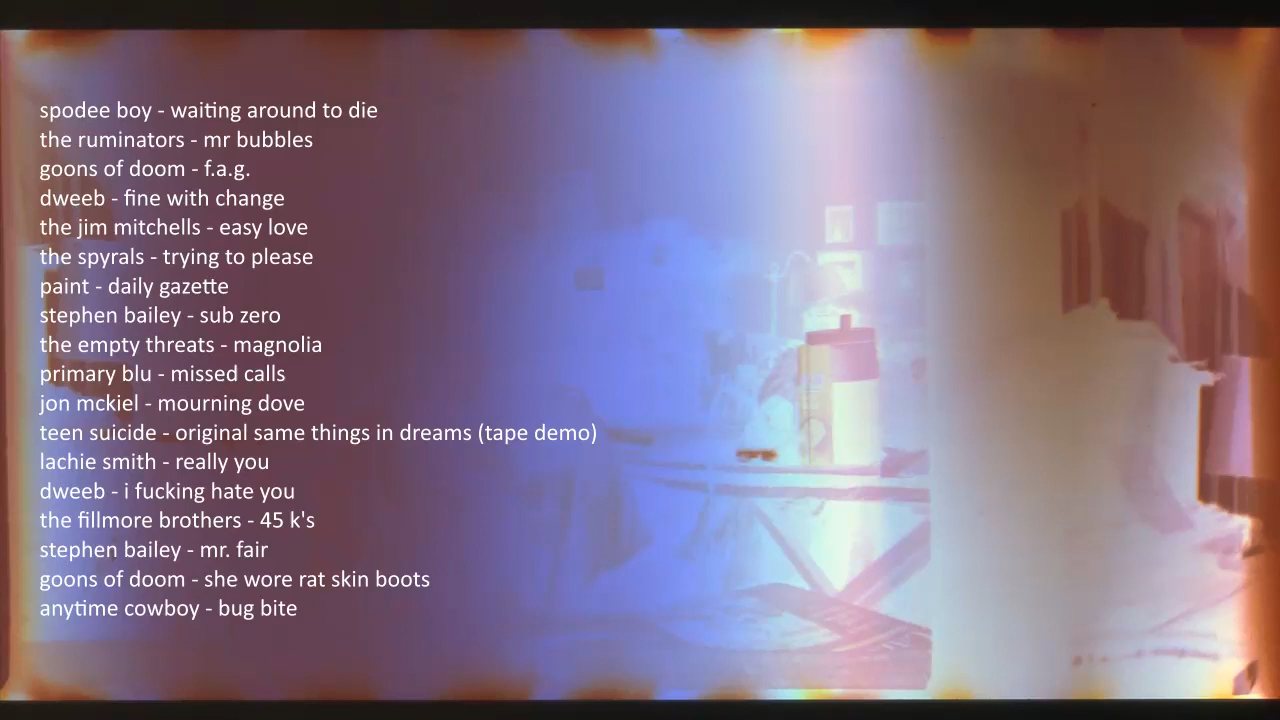 spodee boy - waiting around to die
the ruminators - mr bubbles
goons of doom - f.a.g.
dweeb - fine with change
the jim mitchells - easy love
the spyrals - trying to please
paint - daily gazette
stephen bailey - sub zero
the empty threats - magnolia
primary blu - missed calls
jon mckiel - mourning dove
teen suicide - original same things in dreams (tape demo)
lachie smith - really you
dweeb - i fucking hate you
the fillmore brothers - 45 k's
stephen bailey - mr. fair
goons of doom - she wore rat skin boots
anytime cowboy - bug bite